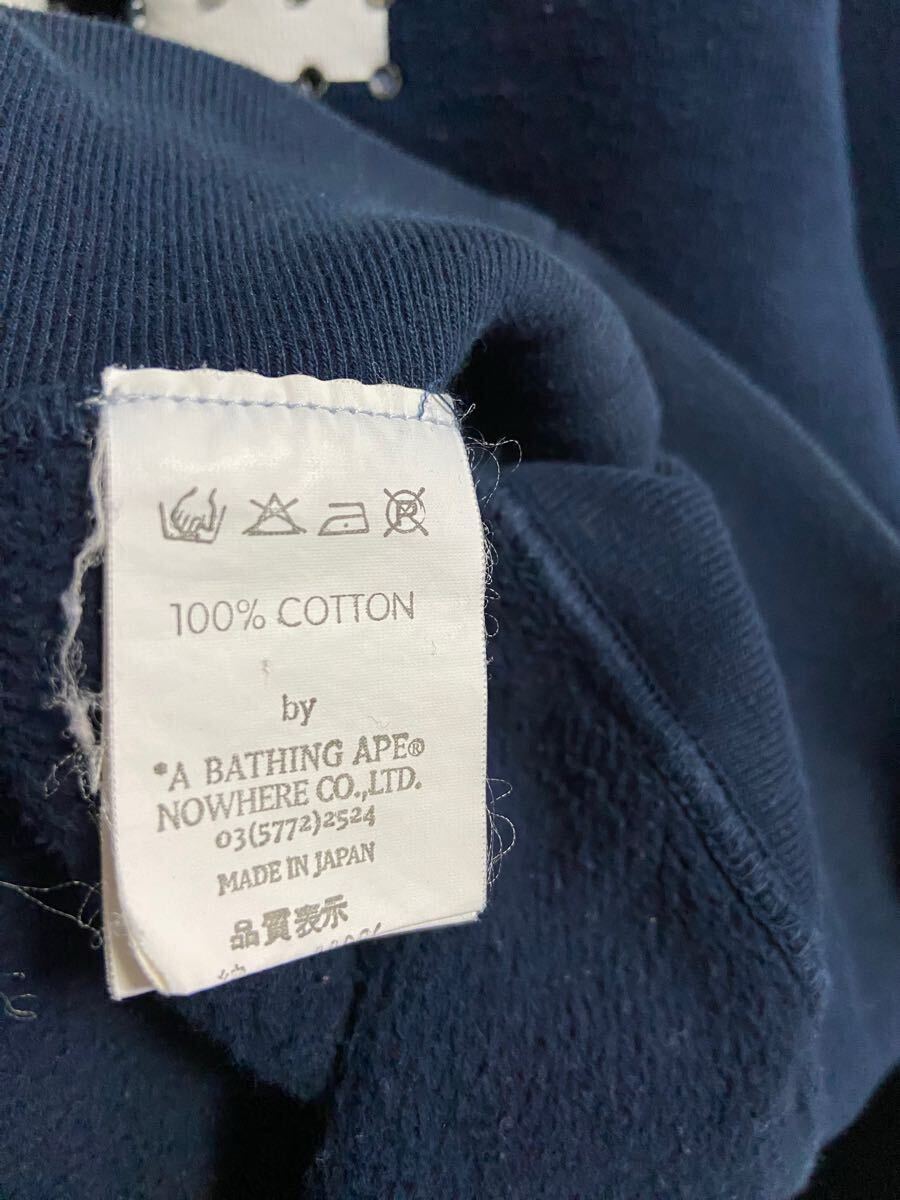 100% COTTON
by
*A BATHING APE®
NOWHERE CO.,LTD.
03(5772)2524
MADE IN JAPAN
品質表示